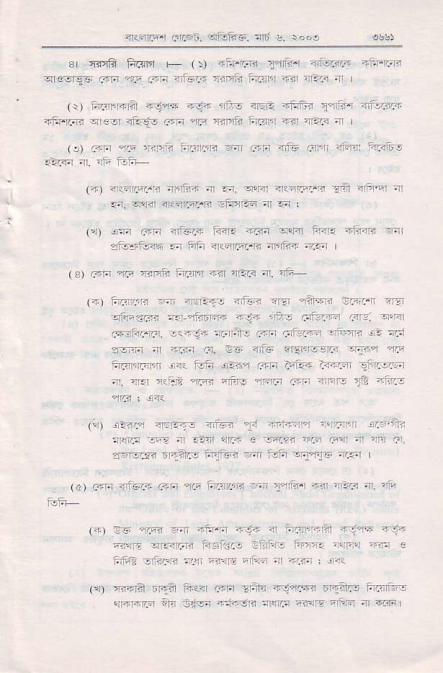 বাংলাদেশ গেজেট, অতিরিক্ত, মার্চ ৬, ২০০৩ ৩৬৬১
৪। সরাসরি নিয়োগ ।— (১) কমিশনের সুপারিশ ব্যতিরেকে কমিশনের
আওতাভুক্ত কোন পদে কোন ব্যক্তিকে সরাসরি নিয়োগ করা যাইবে না ।
(২) নিয়োগকারী কর্তৃপক্ষ কর্তৃক গঠিত বাছাই কমিটির সুপারিশ ব্যতিরেকে
কমিশনের আওতা বহির্ভূত কোন পদে সরাসরি নিয়োগ করা যাইবে না ।
(৩) কোন পদে সরাসরি নিয়োগের জন্য কোন ব্যক্তি যোগ্য বলিয়া বিবেচিত
হইবেন না, যদি তিনি—
(ক) বাংলাদেশের নাগরিক না হন, অথবা বাংলাদেশের স্থায়ী বাসিন্দা না
হন, অথবা বাংলাদেশের ডমিসাইল না হন ;
(খ) এমন কোন ব্যক্তিকে বিবাহ করেন অথবা বিবাহ করিবার জন্য
প্রতিশ্রুতিবদ্ধ হন যিনি বাংলাদেশের নাগরিক নহেন ।
(৪) কোন পদে সরাসরি নিয়োগ করা যাইবে না, যদি—
(ক) নিয়োগের জন্য বাছাইকৃত ব্যক্তির স্বাস্থ্য পরীক্ষার উদ্দেশ্যে স্বাস্থ্য
অধিদপ্তরের মহা-পরিচালক কর্তৃক গঠিত মেডিকেল বোর্ড, অথবা
ক্ষেত্রবিশেষে, তৎকর্তৃক মনোনীত কোন মেডিকেল অফিসার এই মর্মে
প্রত্যয়ন না করেন যে, উক্ত ব্যক্তি স্বাস্থ্যগতভাবে অনুরূপ পদে
নিয়োগযোগ্য এবং তিনি এইরূপ কোন দৈহিক বৈকল্যে ভুগিতেছেন
না, যাহা সংশ্লিষ্ট পদের দায়িত্ব পালনে কোন ব্যাঘাত সৃষ্টি করিতে
পারে ; এবং
(খ) এইরূপে বাছাইকৃত ব্যক্তির পূর্ব কার্যকলাপ যথাযোগ্য এজেন্সীর
মাধ্যমে তদন্ত না হইয়া থাকে ও তদন্তের ফলে দেখা না যায় যে,
প্রজাতন্ত্রের চাকুরীতে নিযুক্তির জন্য তিনি অনুপযুক্ত নহেন ।
(৫) কোন ব্যক্তিকে কোন পদে নিয়োগের জন্য সুপারিশ করা যাইবে না, যদি
তিনি—
(ক) উক্ত পদের জন্য কমিশন কর্তৃক বা নিয়োগকারী কর্তৃপক্ষ কর্তৃক
দরখাস্ত আহবানের বিজ্ঞপ্তিতে উল্লিখিত ফিসসহ যথাযথ ফরম ও
নির্দিষ্ট তারিখের মধ্যে দরখাস্ত দাখিল না করেন ; এবং
(খ) সরকারী চাকুরী কিংবা কোন স্থানীয় কর্তৃপক্ষের চাকুরীতে নিয়োজিত
থাকাকালে স্বীয় উর্ধ্বতন কর্মকর্তার মাধ্যমে দরখাস্ত দাখিল না করেন।